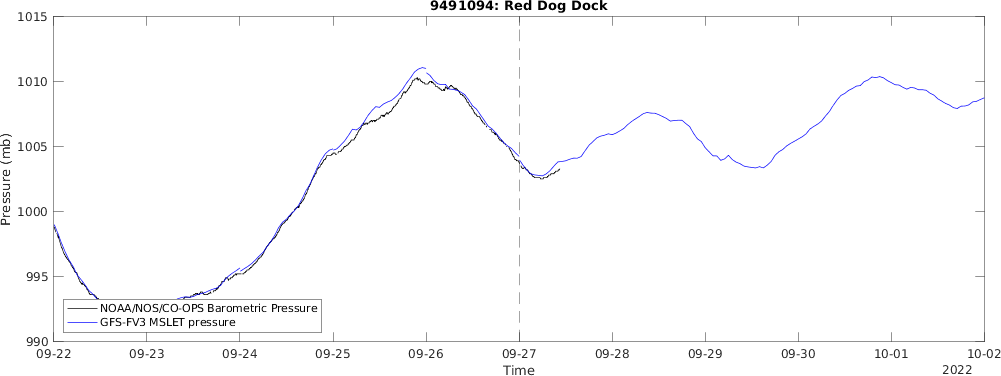 9491094: Red Dog Dock
1015
1010
1005
1000
995
990
Pressure (mb)
NOAA/NOS/CO-OPS Barometric Pressure
GFS-FV3 MSLET pressure
09-22 09-23 09-24 09-25 09-26 09-27 09-28 09-29 09-30 10-01 10-02
Time
2022